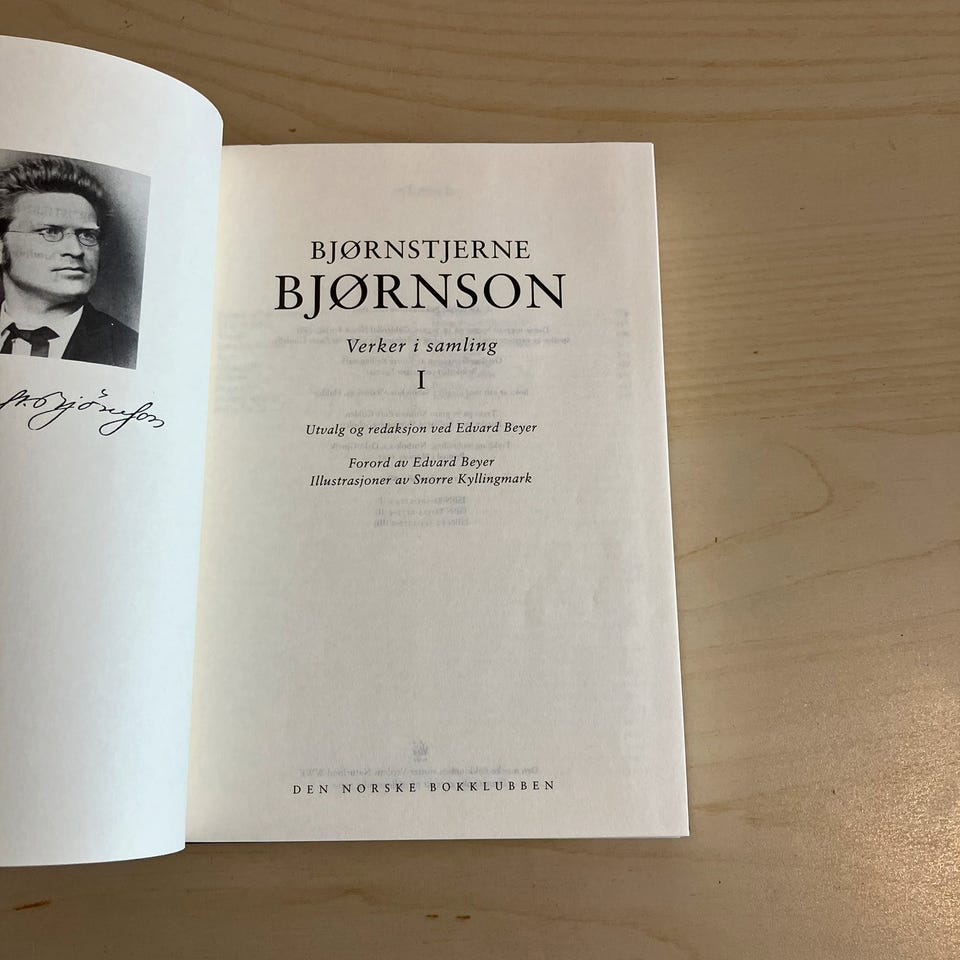 Bjørnson
BJØRNSTJERNE
BJØRNSON
Verker i samling
I
Utvalg og redaksjon ved Edvard Beyer
Forord av Edvard Beyer
Illustrasjoner av Snorre Kyllingmark
DEN NORSKE BOKKLUBBEN